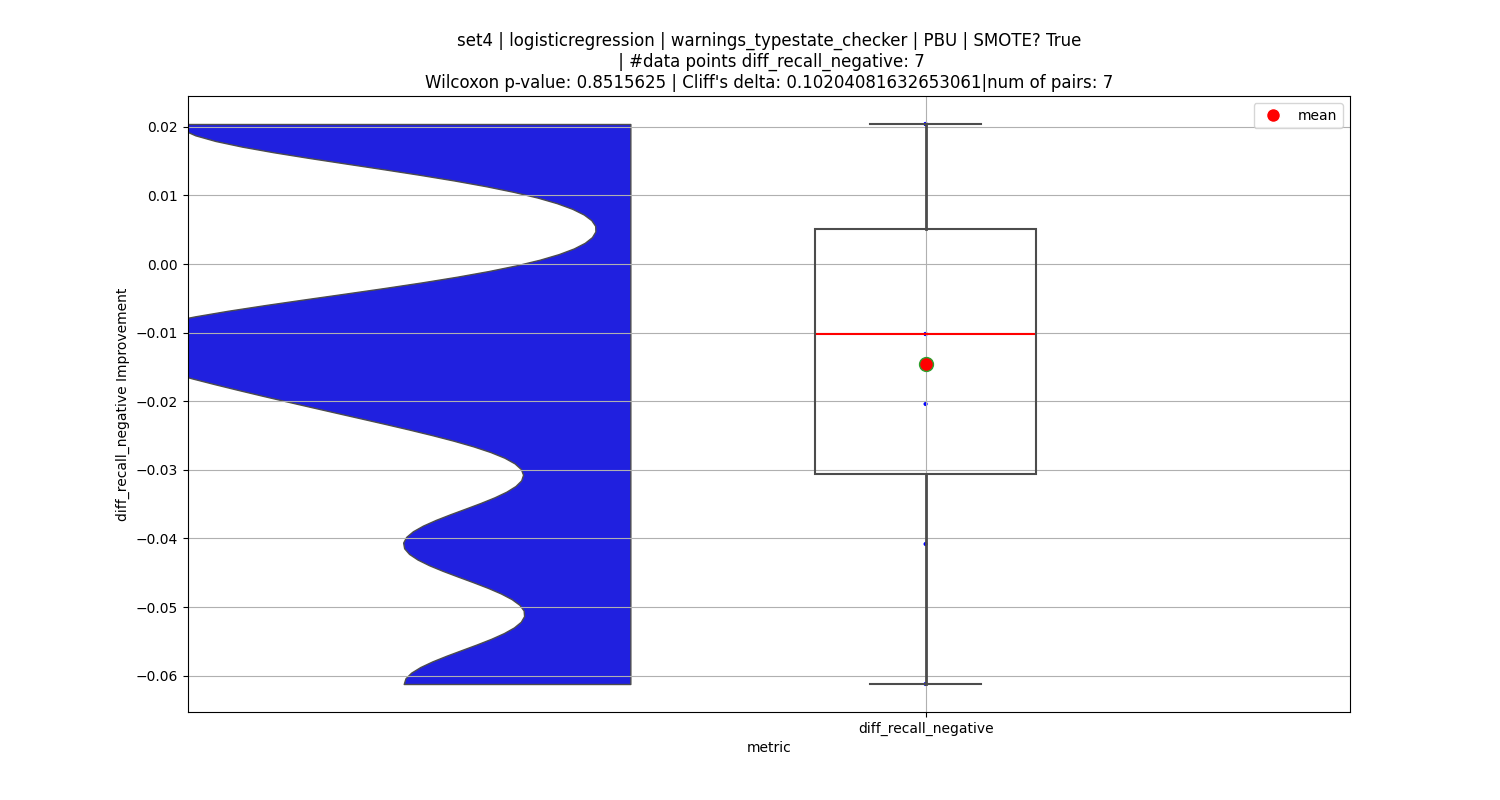 set4 | logisticregression | warnings_typestate_checker | PBU | SMOTE? True
| #data points diff_recall_negative: 7
Wilcoxon p-value: 0.8515625 | Cliff's delta: 0.10204081632653061|num of pairs: 7
mean
0.02
0.01
0.00
−0.01
−0.02
−0.03
−0.04
−0.05
−0.06
diff_recall_negative Improvement
diff_recall_negative
metric